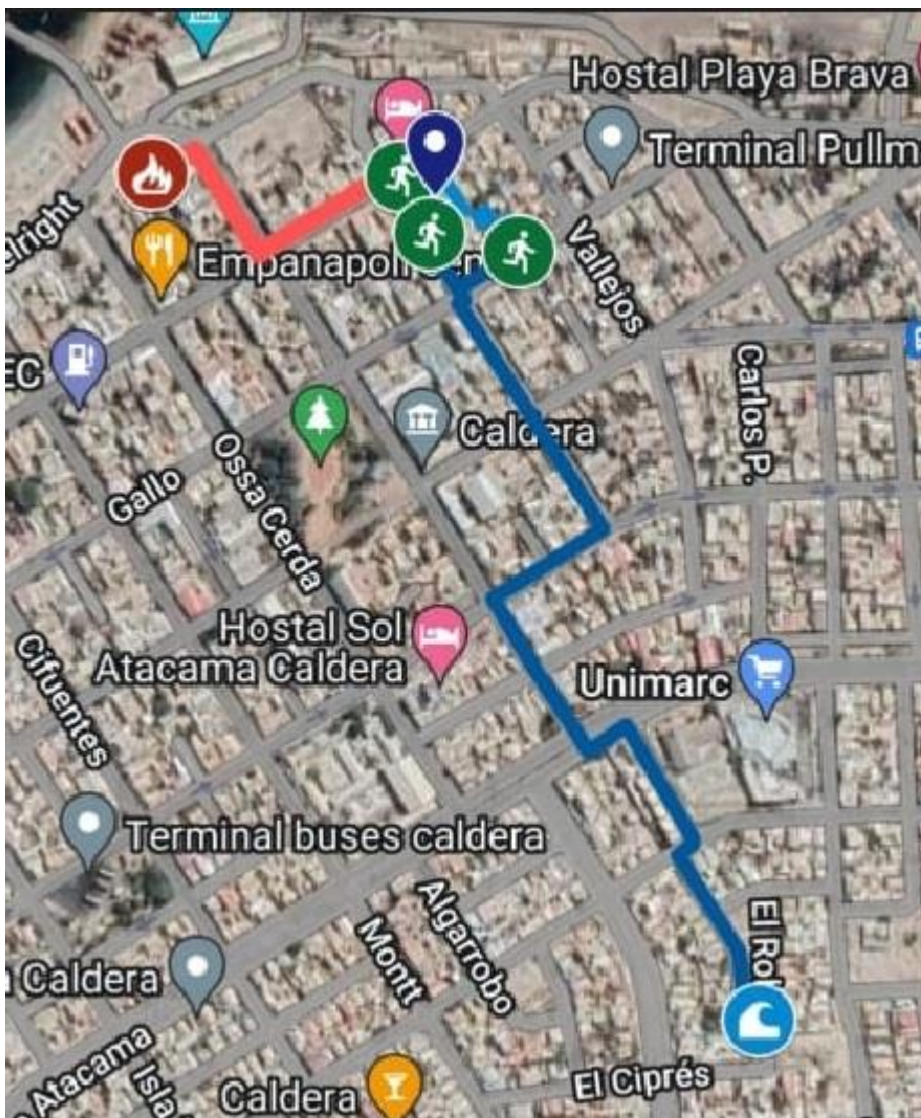 Hostal Playa Brava
Terminal Pullm
elright
Vallejos
EC
Carlos P.
Caldera
Gallo
Ossa Cerda
Hostal Sol
Atacama Caldera
Unimarc
Cifuentes
Terminal buses caldera
Algarrobo
Montt
El Ro
Caldera
Atacama
Isla
El Ciprés
Caldera